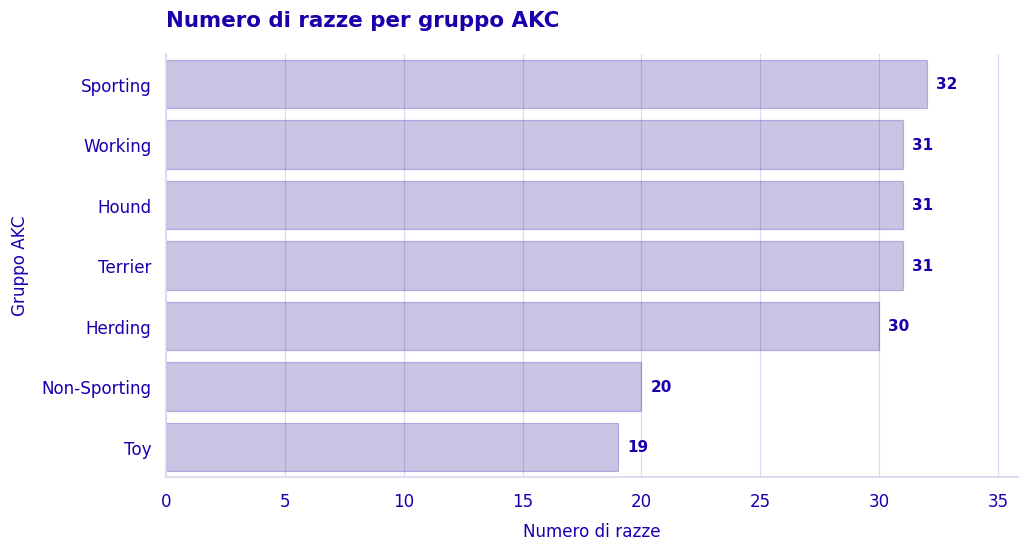 Numero di razze per gruppo AKC
Sporting 32
Working 31
Hound 31
Terrier 31
Herding 30
Non-Sporting 20
Toy 19
Gruppo AKC
0 5 10 15 20 25 30 35
Numero di razze